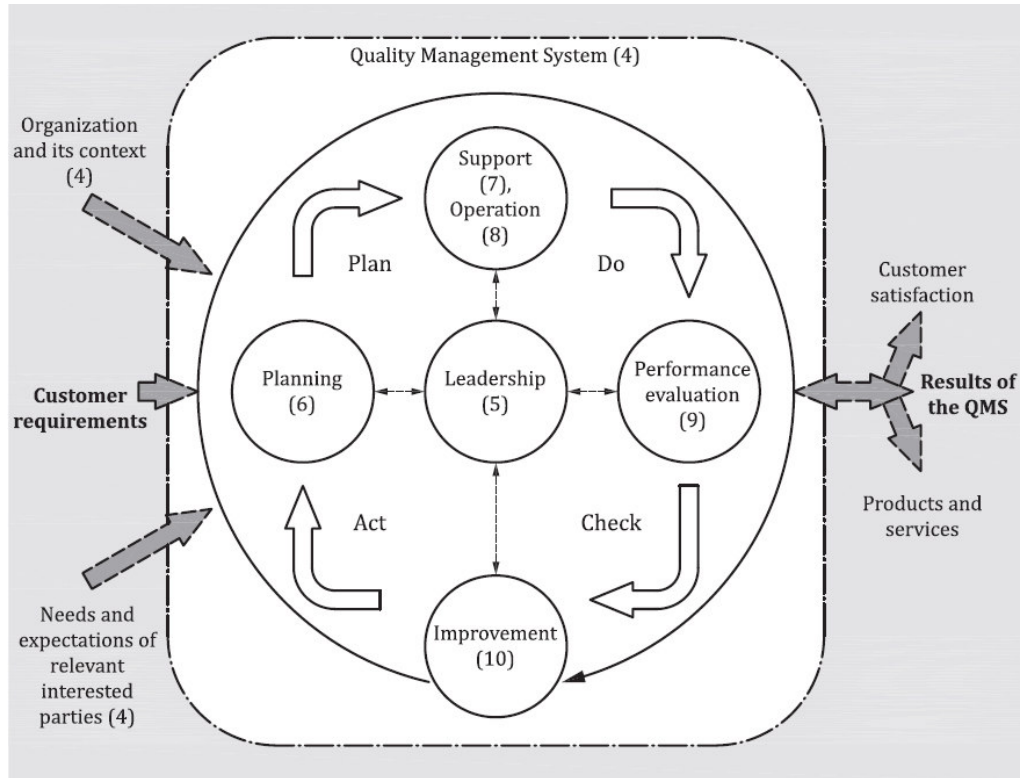 Quality Management System (4)
Organization
and its context
(4)
Support
(7),
Operation
(8)
Plan
Do
Customer
satisfaction
Planning
(6)
Leadership
(5)
Performance
evaluation
(9)
Customer
requirements
Results of
the QMS
Act
Check
Products and
services
Improvement
(10)
Needs and
expectations of
relevant
interested
parties (4)